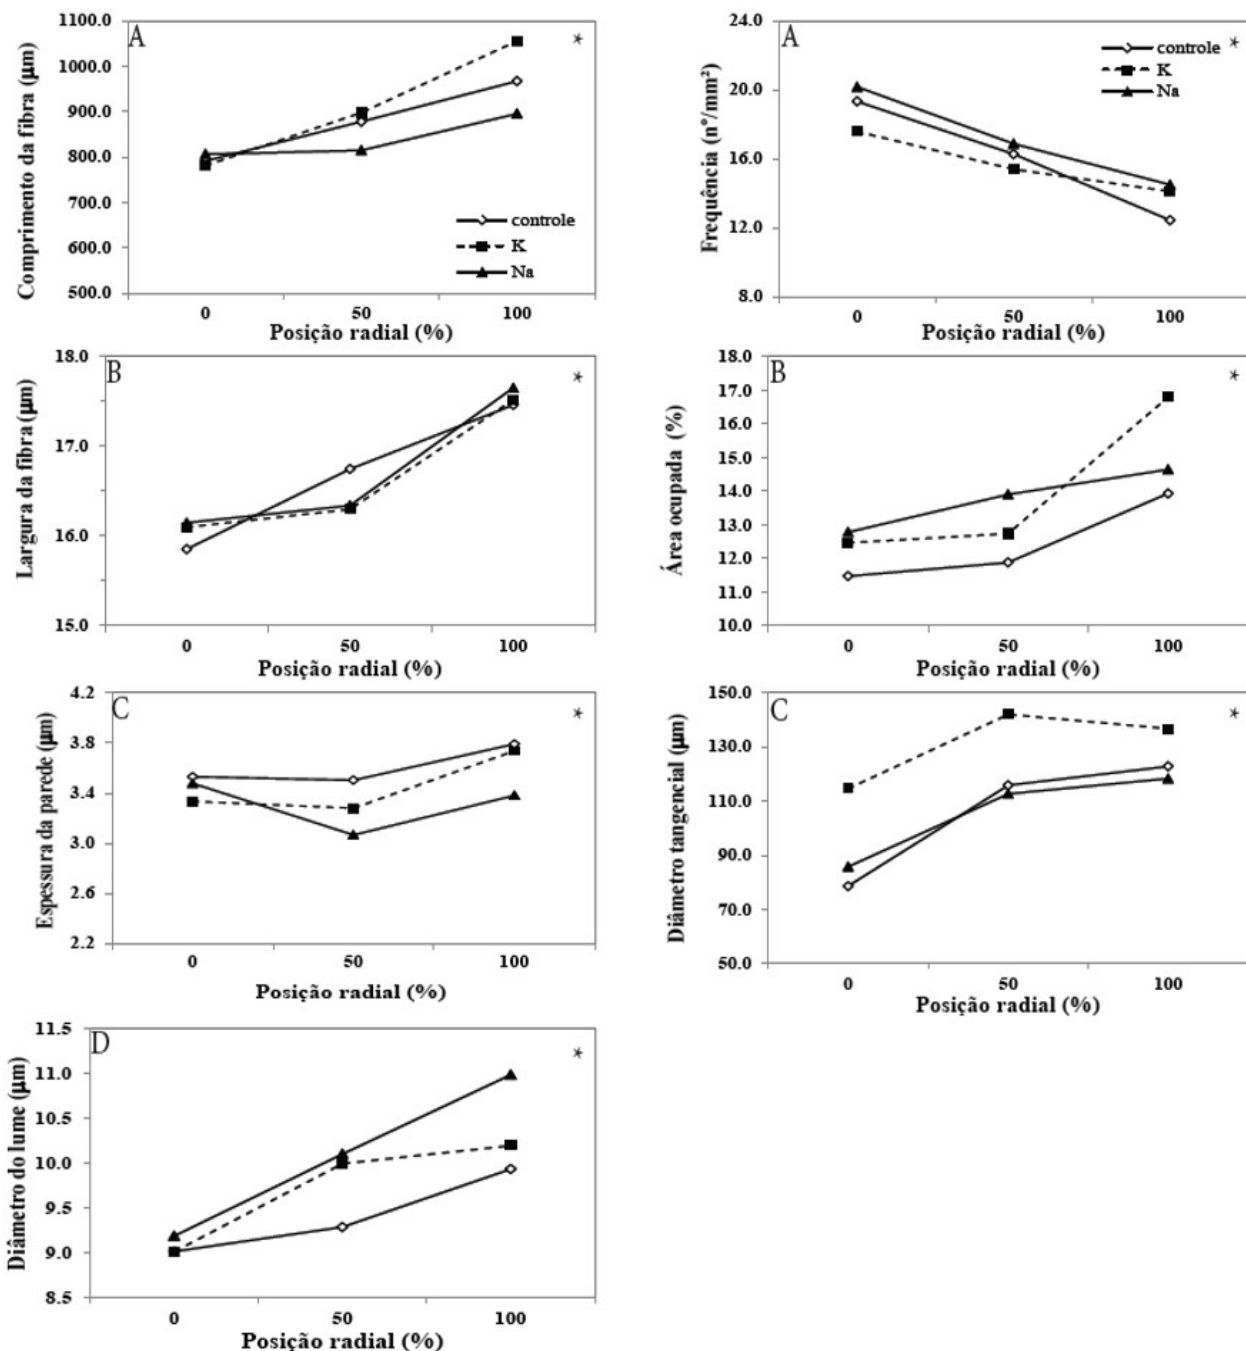 A
*
Comprimento da fibra (µm)
1100.0
1000.0
900.0
800.0
700.0
600.0
500.0
controle
K
Na
0 50 100
Posição radial (%)
A
*
Frequência (nº/mm²)
24.0
20.0
16.0
12.0
8.0
controle
K
Na
0 50 100
Posição radial (%)
B
*
Largura da fibra (µm)
18.0
17.0
16.0
15.0
0 50 100
Posição radial (%)
B
*
Área ocupada (%)
18.0
17.0
16.0
15.0
14.0
13.0
12.0
11.0
10.0
0 50 100
Posição radial (%)
C
*
Espessura da parede (µm)
4.2
3.8
3.4
3.0
2.6
2.2
0 50 100
Posição radial (%)
C
*
Diâmetro tangencial (µm)
150.0
130.0
110.0
90.0
70.0
50.0
0 50 100
Posição radial (%)
D
*
Diâmetro do lume (µm)
11.5
11.0
10.5
10.0
9.5
9.0
8.5
0 50 100
Posição radial (%)